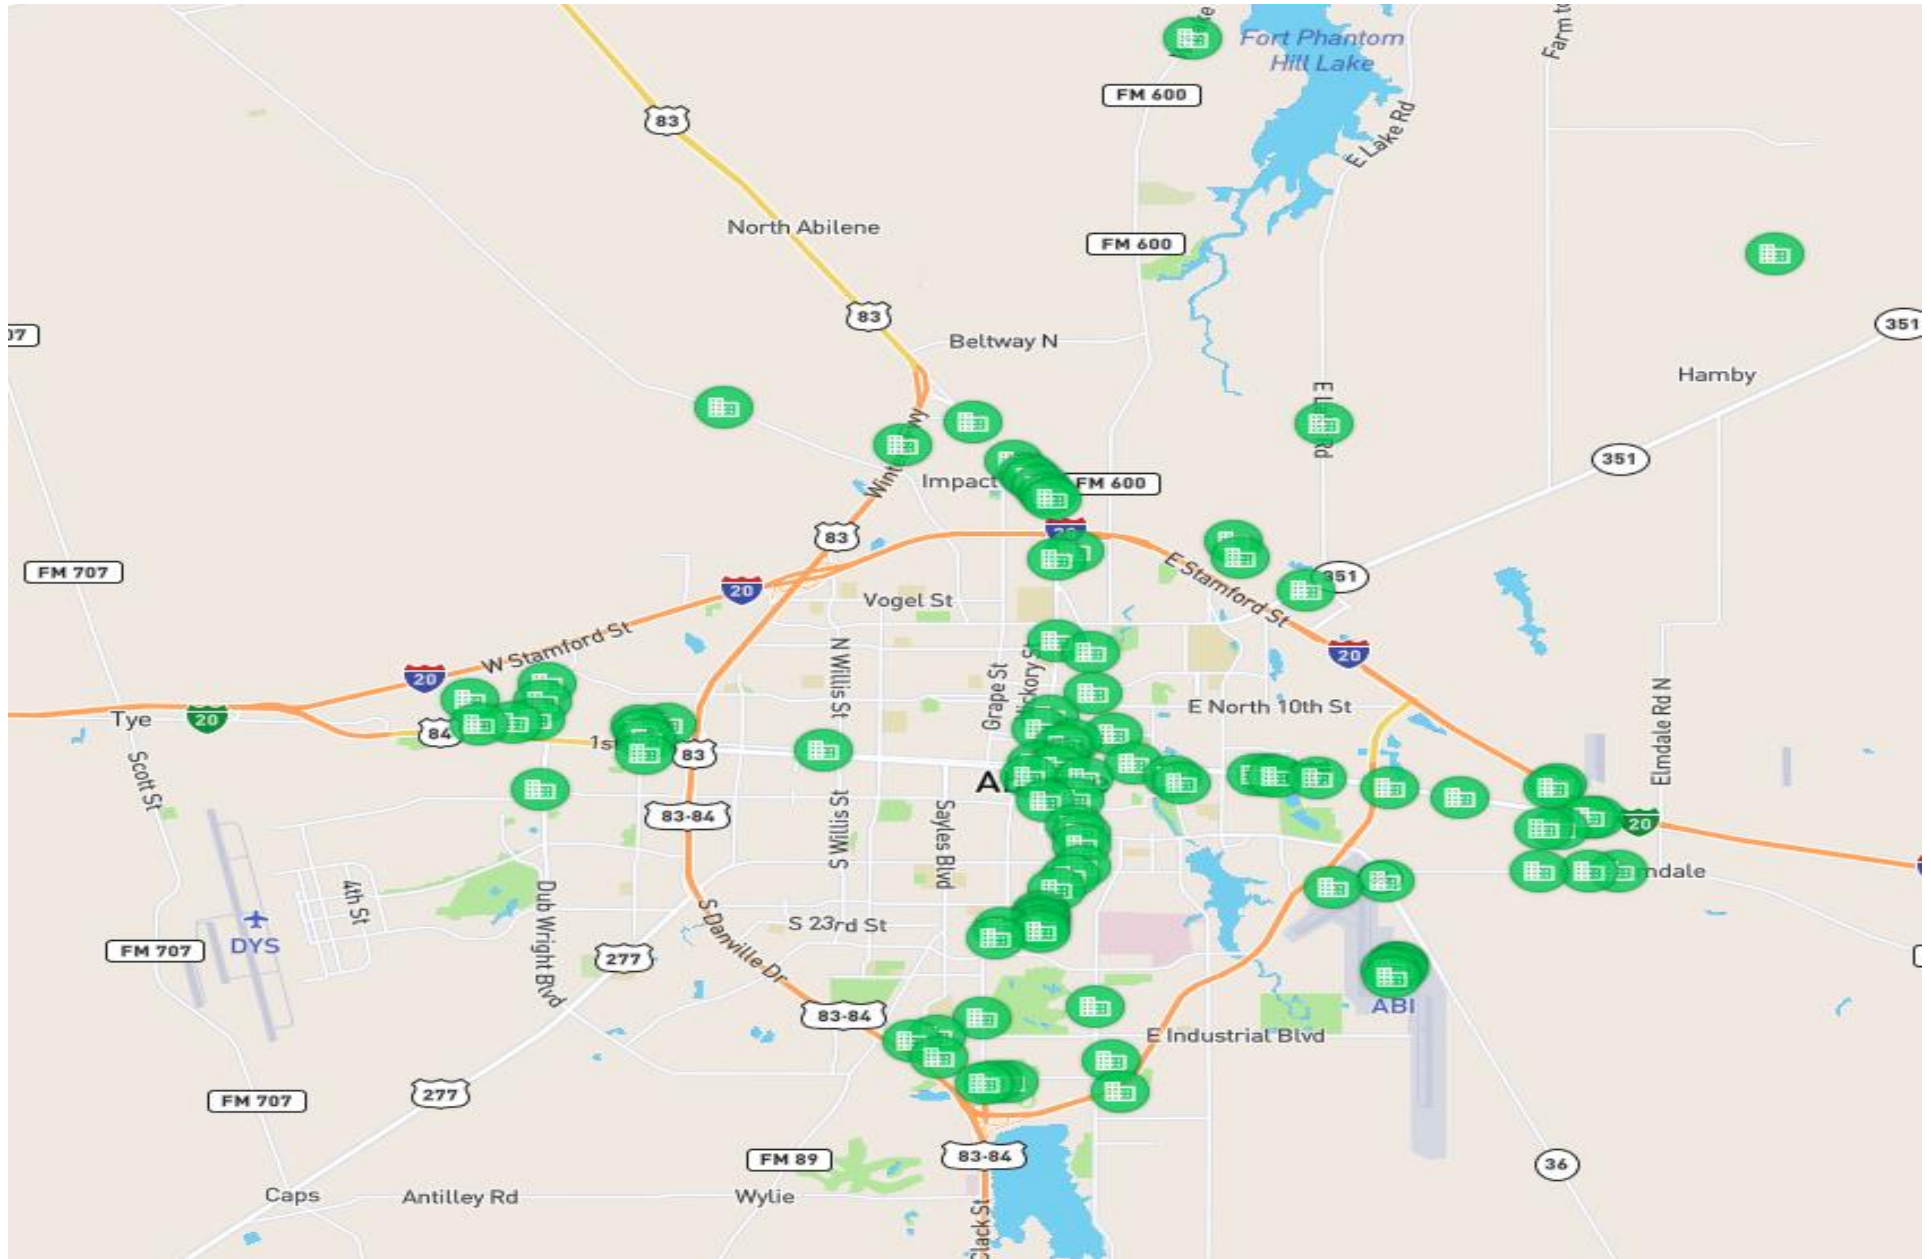 Fort Phantom
Hill Lake
FM 600
83
E Lake Rd
North Abilene
FM 600
351
83
Beltway N
Hamby
351
Impact
FM 600
83
FM 707
20
351
Vogel St
E Stamford St
W Stamford St
20
20
N Willis St
Grape St
E North 10th St
Tye
20
84
83
Scott St
Elmdale Rd N
83-84
S Willis St
Sayles Blvd
20
4th St
Dub Wright Blvd
S 23rd St
DYS
FM 707
277
S Danville Dr
83-84
ABI
E Industrial Blvd
277
FM 707
FM 89
83-84
36
Caps
Antilley Rd
Wylie